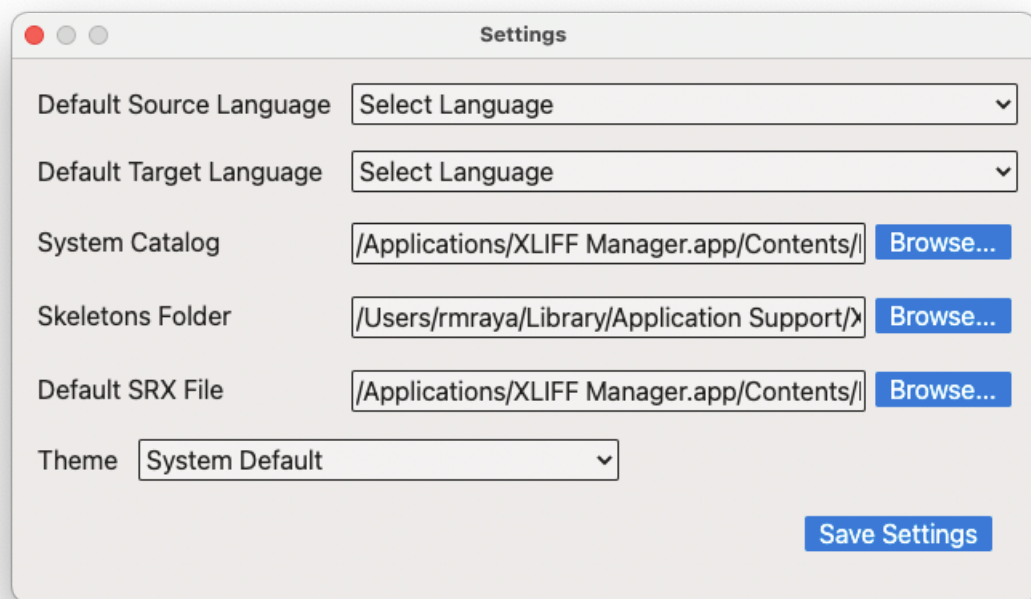 Settings
Default Source Language Select Language
Default Target Language Select Language
System Catalog /Applications/XLIFF Manager.app/Contents/ Browse...
Skeletons Folder /Users/rmraya/Library/Application Support/X Browse...
Default SRX File /Applications/XLIFF Manager.app/Contents/ Browse...
Theme System Default
Save Settings